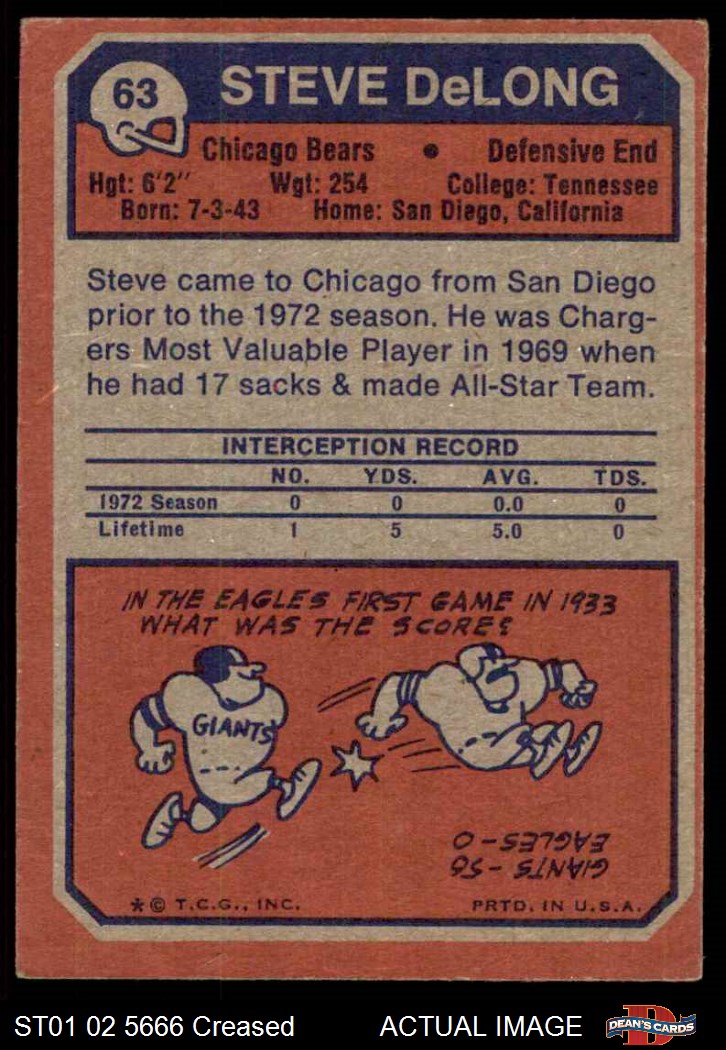 63
STEVE DeLONG
Chicago Bears • Defensive End
Hgt: 6'2" Wgt: 254 College: Tennessee
Born: 7-3-43 Home: San Diego, California
Steve came to Chicago from San Diego
prior to the 1972 season. He was Charg-
ers Most Valuable Player in 1969 when
he had 17 sacks & made All-Star Team.
INTERCEPTION RECORD
NO. YDS. AVG. TDS.
1972 Season 0 0 0.0 0
Lifetime 1 5 5.0 0
IN THE EAGLES FIRST GAME IN 1933
WHAT WAS THE SCORE?
GIANTS
GIANTS - 56
EAGLES - 0
* © T.C.G., INC. PRTD. IN U.S.A.
ST01 02 5666 Creased ACTUAL IMAGE
DEAN'S CARDS